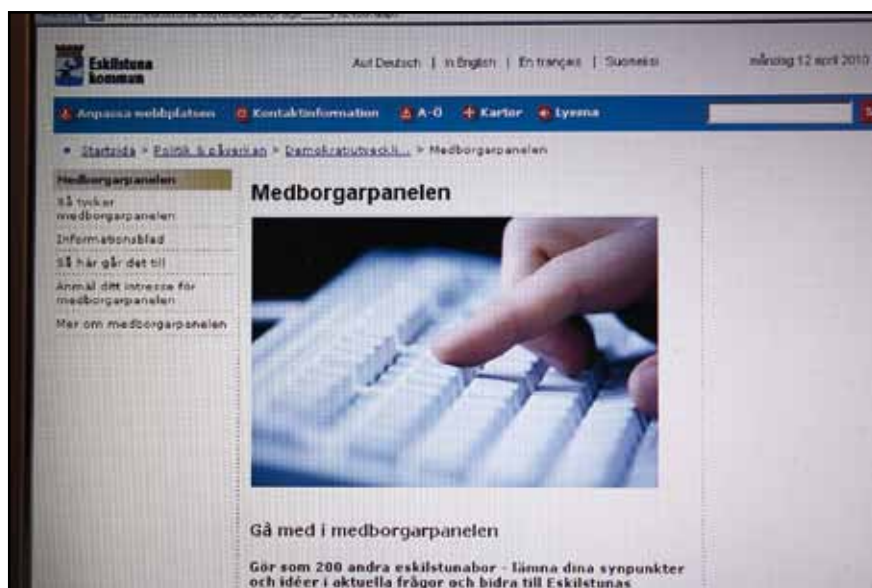 Eskilstuna
kommun
Auf Deutsch | In English | En français | Suomeksi
måndag 12 april 2010
Anpassa webbplatsen Kontaktinformation A-Ö Kartor Lyssna
Startsida > Politik & påverkan > Demokratiutveckli... > Medborgarpanelen
Medborgarpanelen
Så tycker
medborgarpanelen
Informationsblad
Så här går det till
Anmäl ditt intresse för
medborgarpanelen
Mer om medborgarpanelen
Medborgarpanelen
Gå med i medborgarpanelen
Gör som 200 andra eskilstunabor - lämna dina synpunkter
och idéer i aktuella frågor och bidra till Eskilstunas